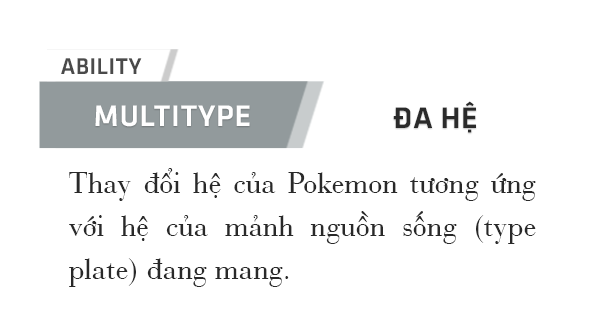 ABILITY
MULTITYPE
ĐA HỆ
Thay đổi hệ của Pokemon tương ứng
với hệ của mảnh nguồn sống (type
plate) đang mang.